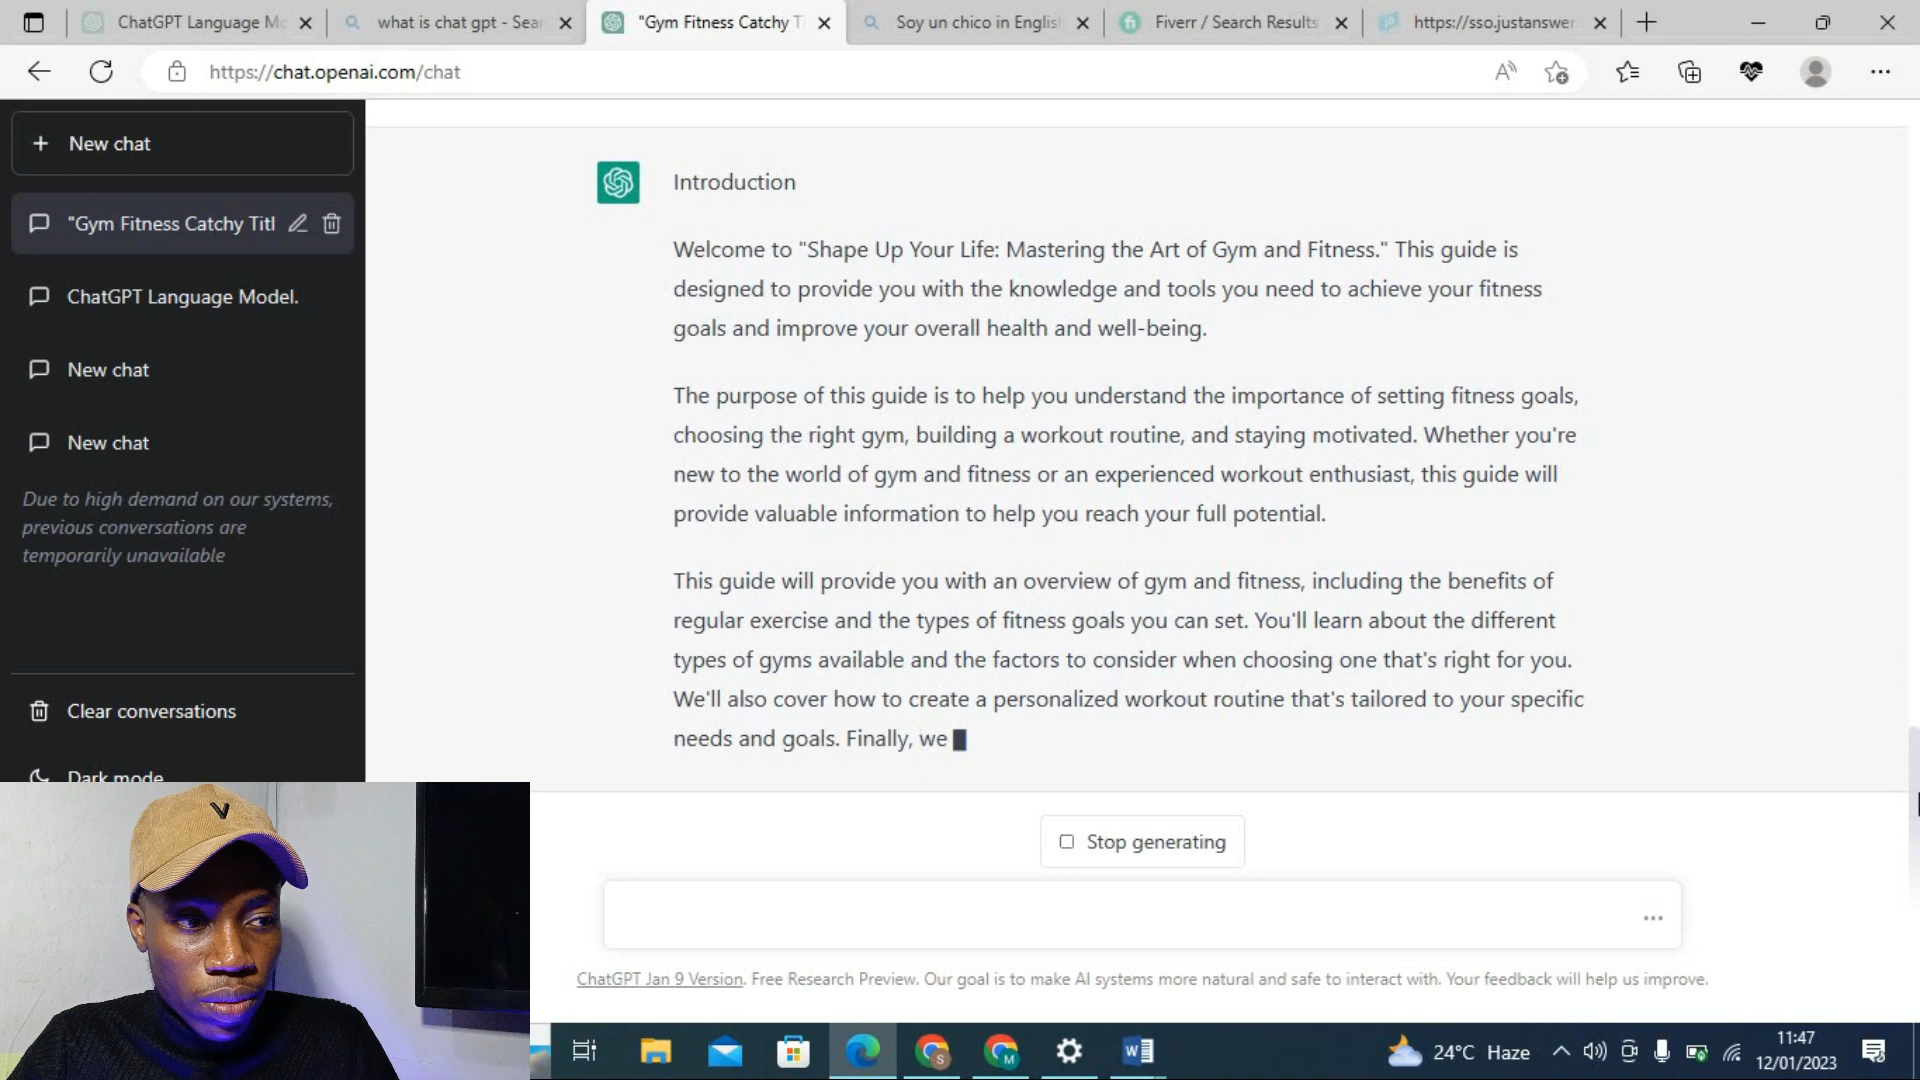 ChatGPT Language Mo
what is chat gpt - Sear
"Gym Fitness Catchy Ti
Soy un chico in English
Fiverr / Search Results
https://sso.justanswer
https://chat.openai.com/chat
New chat
"Gym Fitness Catchy Titl
ChatGPT Language Model.
New chat
New chat
Due to high demand on our systems,
previous conversations are
temporarily unavailable
Clear conversations
Dark mode
Introduction
Welcome to "Shape Up Your Life: Mastering the Art of Gym and Fitness." This guide is
designed to provide you with the knowledge and tools you need to achieve your fitness
goals and improve your overall health and well-being.
The purpose of this guide is to help you understand the importance of setting fitness goals,
choosing the right gym, building a workout routine, and staying motivated. Whether you're
new to the world of gym and fitness or an experienced workout enthusiast, this guide will
provide valuable information to help you reach your full potential.
This guide will provide you with an overview of gym and fitness, including the benefits of
regular exercise and the types of fitness goals you can set. You'll learn about the different
types of gyms available and the factors to consider when choosing one that's right for you.
We'll also cover how to create a personalized workout routine that's tailored to your specific
needs and goals. Finally, we
Stop generating
ChatGPT Jan 9 Version. Free Research Preview. Our goal is to make AI systems more natural and safe to interact with. Your feedback will help us improve.
24°C Haze
11:47
12/01/2023